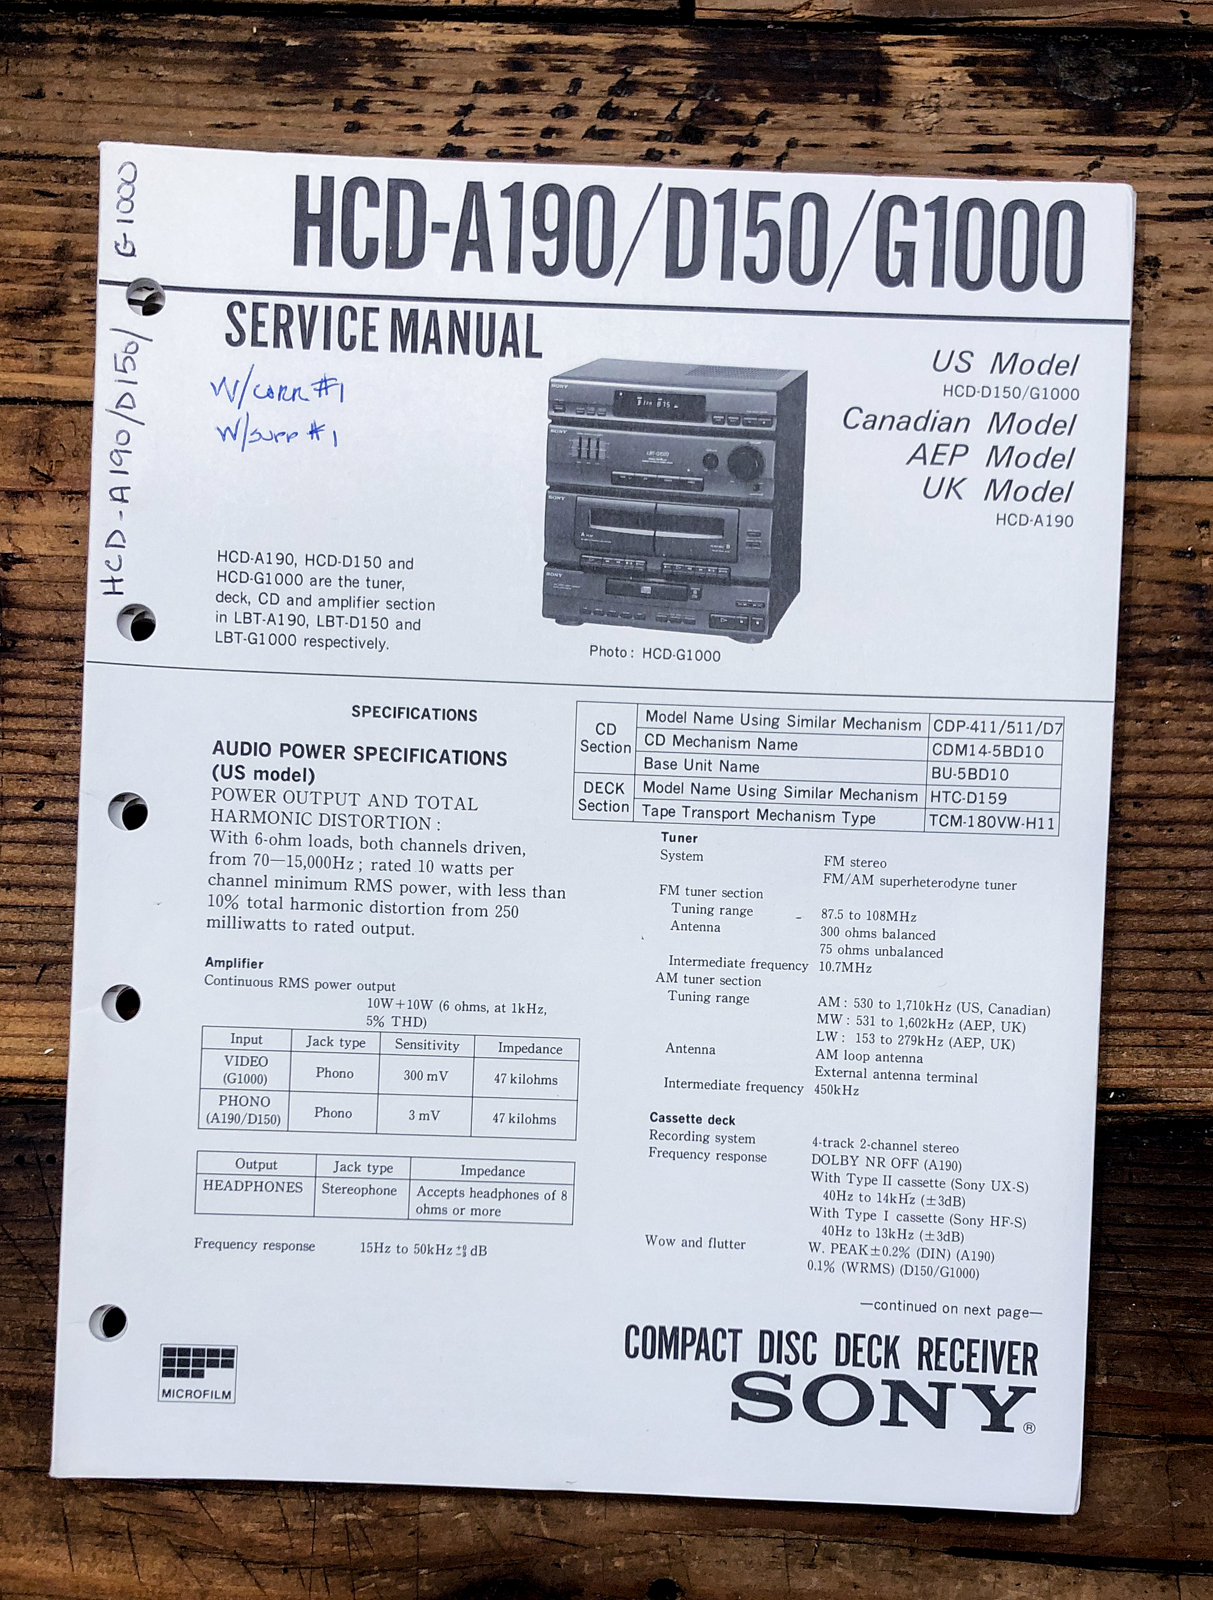 HCD-A190/D150/G1000
HCD-A190/D150/ G1000
SERVICE MANUAL
W/CORR #1
W/SUPP #1
US Model
HCD-D150/G1000
Canadian Model
AEP Model
UK Model
HCD-A190
HCD-A190, HCD-D150 and
HCD-G1000 are the tuner,
deck, CD and amplifier section
in LBT-A190, LBT-D150 and
LBT-G1000 respectively.
SONY
SONY
SONY
SONY
Photo: HCD-G1000
SPECIFICATIONS
AUDIO POWER SPECIFICATIONS
(US model)
POWER OUTPUT AND TOTAL
HARMONIC DISTORTION :
With 6-ohm loads, both channels driven,
from 70—15,000Hz ; rated 10 watts per
channel minimum RMS power, with less than
10% total harmonic distortion from 250
milliwatts to rated output.
Amplifier
Continuous RMS power output
10W+10W (6 ohms, at 1kHz,
5% THD)
Input Jack type Sensitivity Impedance
VIDEO (G1000) Phono 300 mV 47 kilohms
PHONO (A190/D150) Phono 3 mV 47 kilohms
Output Jack type Impedance
HEADPHONES Stereophone Accepts headphones of 8
ohms or more
Frequency response 15Hz to 50kHz dB
CD Section
Model Name Using Similar Mechanism CDP-411/511/D7
CD Mechanism Name CDM14-5BD10
Base Unit Name BU-5BD10
DECK Section
Model Name Using Similar Mechanism HTC-D159
Tape Transport Mechanism Type TCM-180VW-H11
Tuner
System FM stereo
FM/AM superheterodyne tuner
FM tuner section
Tuning range 87.5 to 108MHz
Antenna 300 ohms balanced
75 ohms unbalanced
Intermediate frequency 10.7MHz
AM tuner section
Tuning range AM : 530 to 1,710kHz (US, Canadian)
MW : 531 to 1,602kHz (AEP, UK)
LW : 153 to 279kHz (AEP, UK)
Antenna AM loop antenna
External antenna terminal
Intermediate frequency 450kHz
Cassette deck
Recording system 4-track 2-channel stereo
Frequency response DOLBY NR OFF (A190)
With Type II cassette (Sony UX-S)
40Hz to 14kHz (±3dB)
With Type I cassette (Sony HF-S)
40Hz to 13kHz (±3dB)
Wow and flutter W. PEAK±0.2% (DIN) (A190)
0.1% (WRMS) (D150/G1000)
—continued on next page—
MICROFILM
COMPACT DISC DECK RECEIVER
SONY®